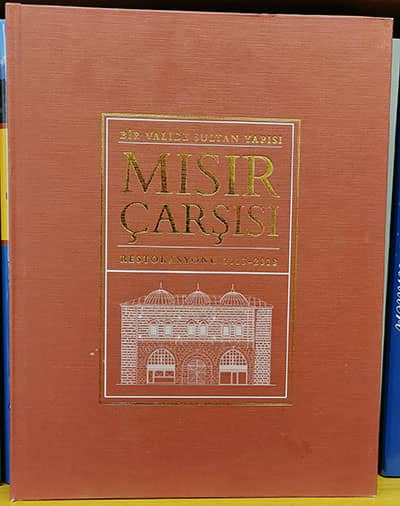 BİR VALİDE SULTAN YAPISI
MISIR
ÇARŞISI
RESTORASYONU